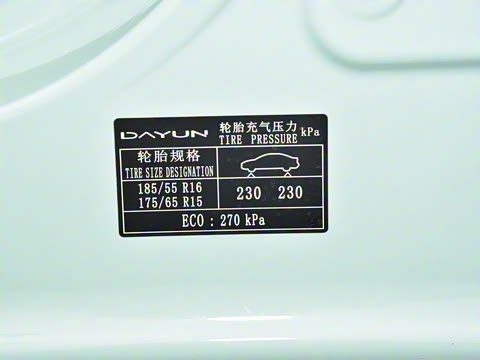 DAYUN 轮胎充气压力 kPa
TIRE PRESSURE
轮胎规格
TIRE SIZE DESIGNATION
185/55 R16
175/65 R15
230 230
ECO : 270 kPa